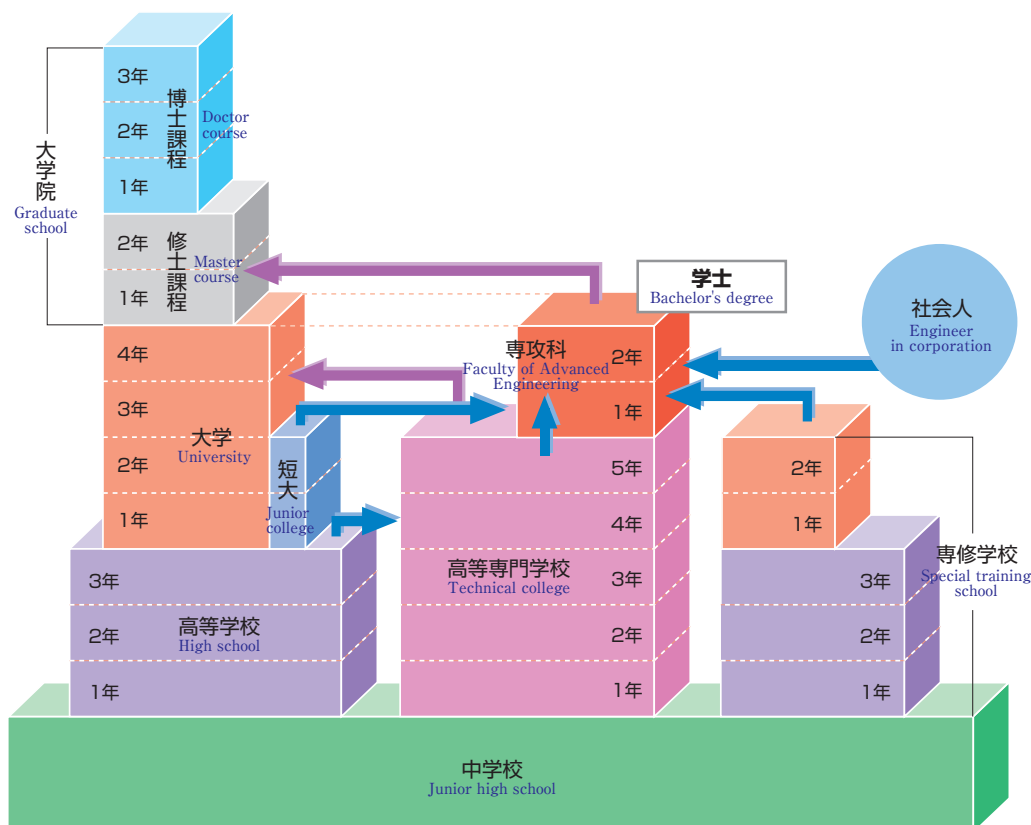 3年
2年
1年
博士課程
Doctor
course
大学院
Graduate
school
2年
1年
修士課程
Master
course
学士
Bachelor's degree
社会人
Engineer
in corporation
4年
3年
2年
1年
大学
University
専攻科
Faculty of Advanced
Engineering
2年
1年
短大
Junior
college
5年
4年
3年
2年
1年
高等専門学校
Technical college
2年
1年
3年
2年
1年
専修学校
Special training
school
3年
2年
1年
高等学校
High school
中学校
Junior high school